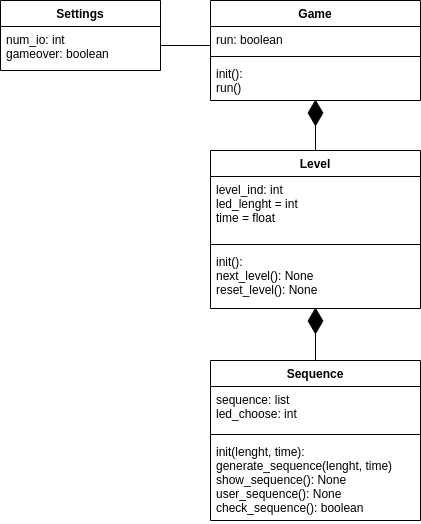 Settings
num_io: int
gameover: boolean
Game
run: boolean
init():
run()
Level
level_ind: int
led_lenght = int
time = float
init():
next_level(): None
reset_level(): None
Sequence
sequence: list
led_choose: int
init(lenght, time):
generate_sequence(lenght, time)
show_sequence(): None
user_sequence(): None
check_sequence(): boolean